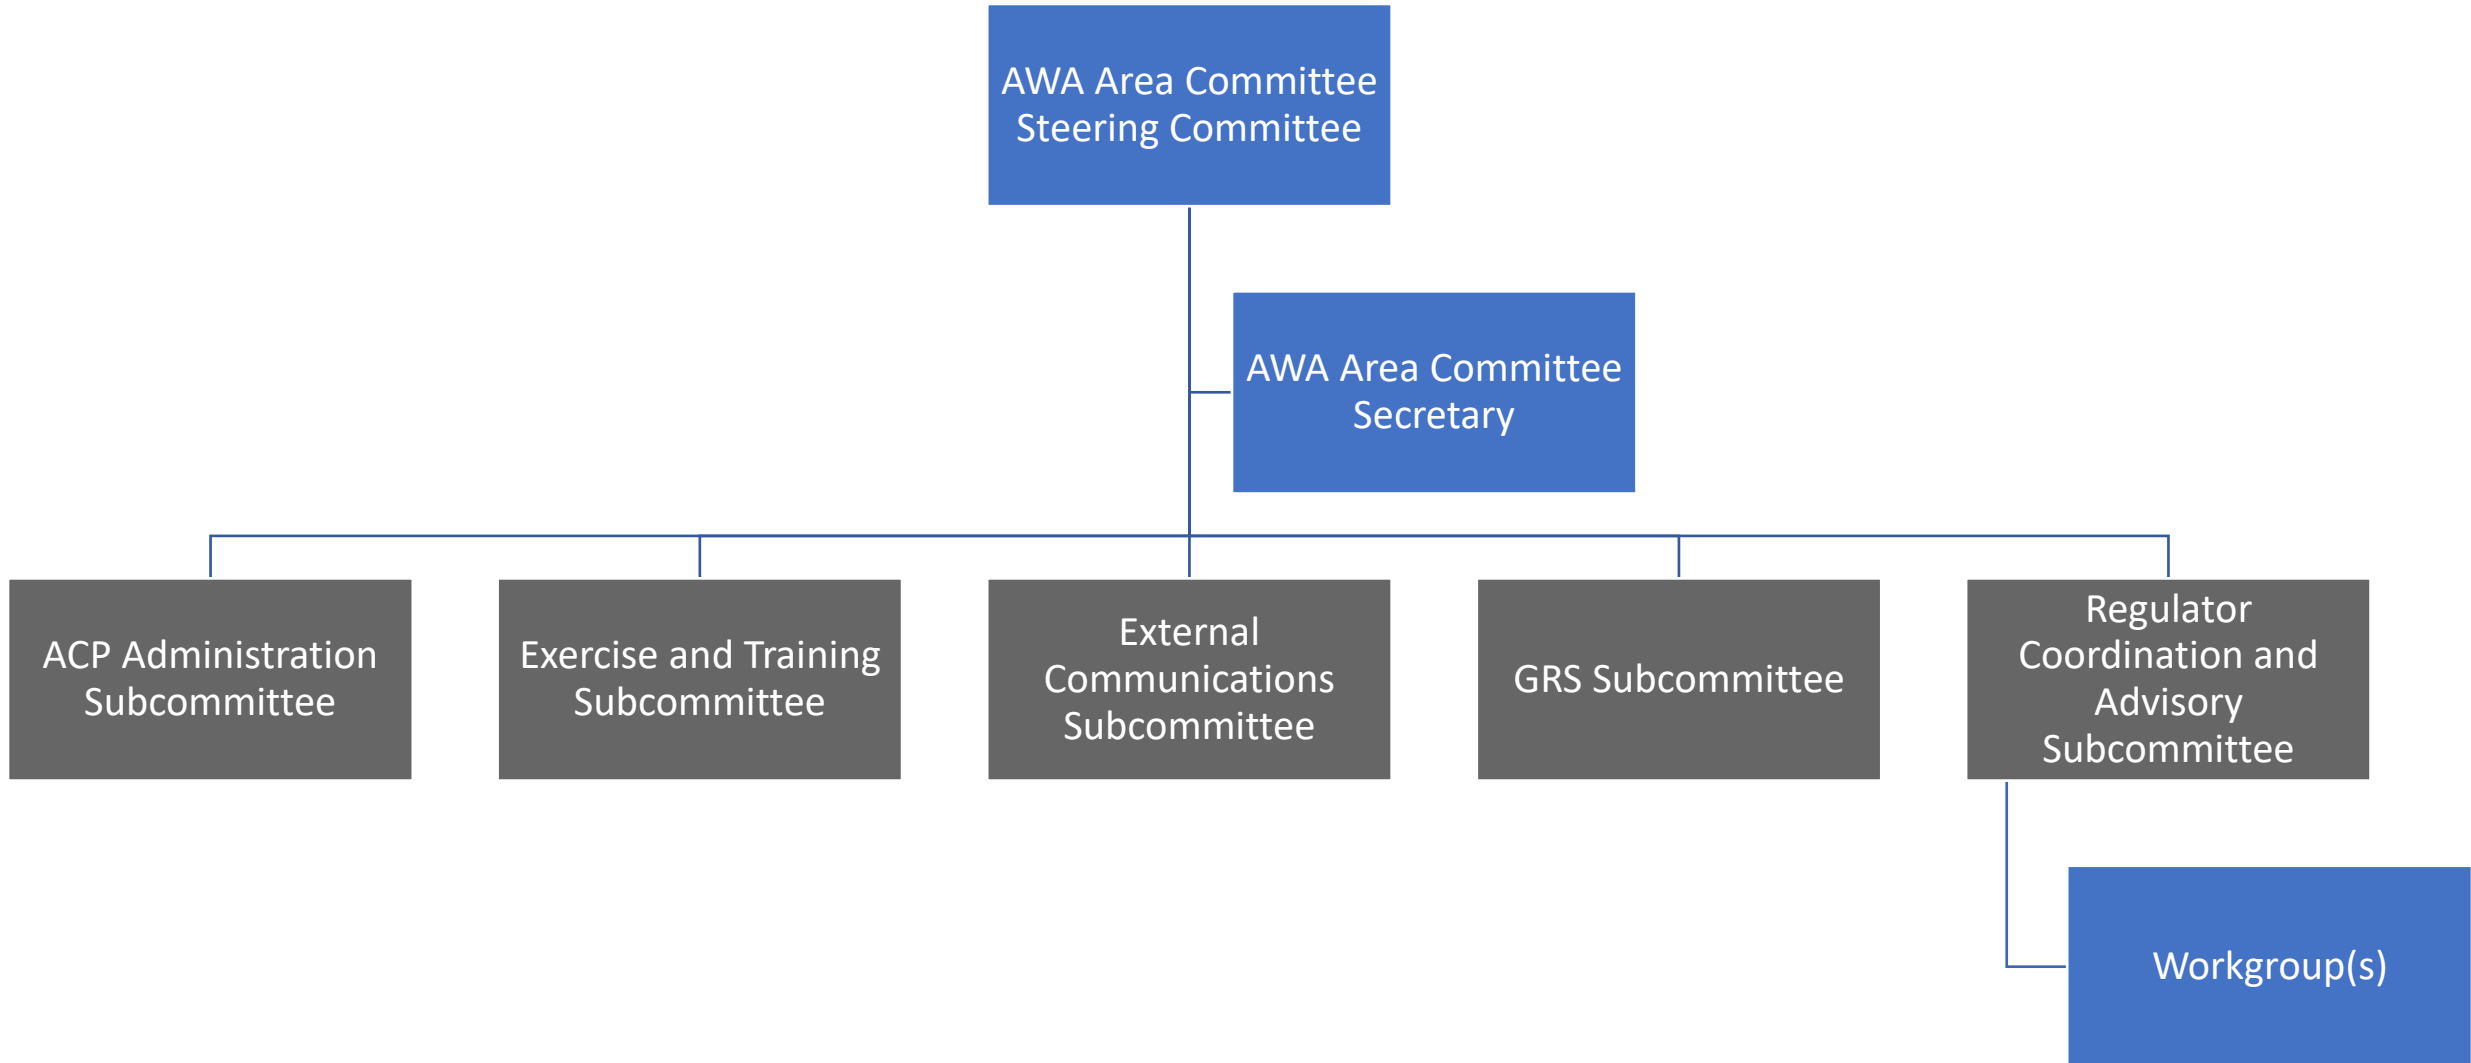 AWA Area Committee
Steering Committee
AWA Area Committee
Secretary
ACP Administration
Subcommittee
Exercise and Training
Subcommittee
External
Communications
Subcommittee
GRS Subcommittee
Regulator
Coordination and
Advisory
Subcommittee
Workgroup(s)